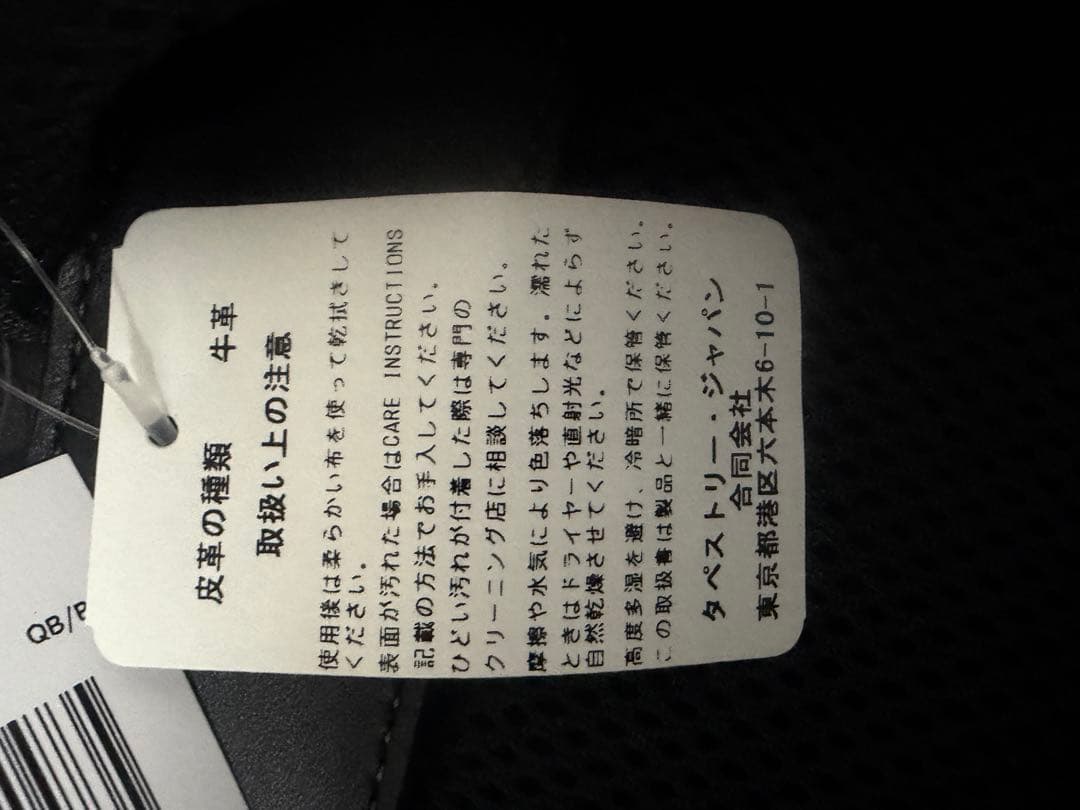 皮革の種類 牛革
取扱い上の注意
使用後は柔らかい布を使って乾拭きして
ください。
表面が汚れた場合はCARE INSTRUCTIONS
記載の方法でお手入してください。
ひどい汚れが付着した際は専門の
クリーニング店に相談してください。
摩擦や水気により色落ちします。濡れた
ときはドライヤーや直射光などによらず
自然乾燥させてください。
高度多湿を避け、冷暗所で保管ください。
この取扱書は製品と一緒に保管ください。
タペストリー・ジャパン
合同会社
東京都港区六本木6-10-1
QB/